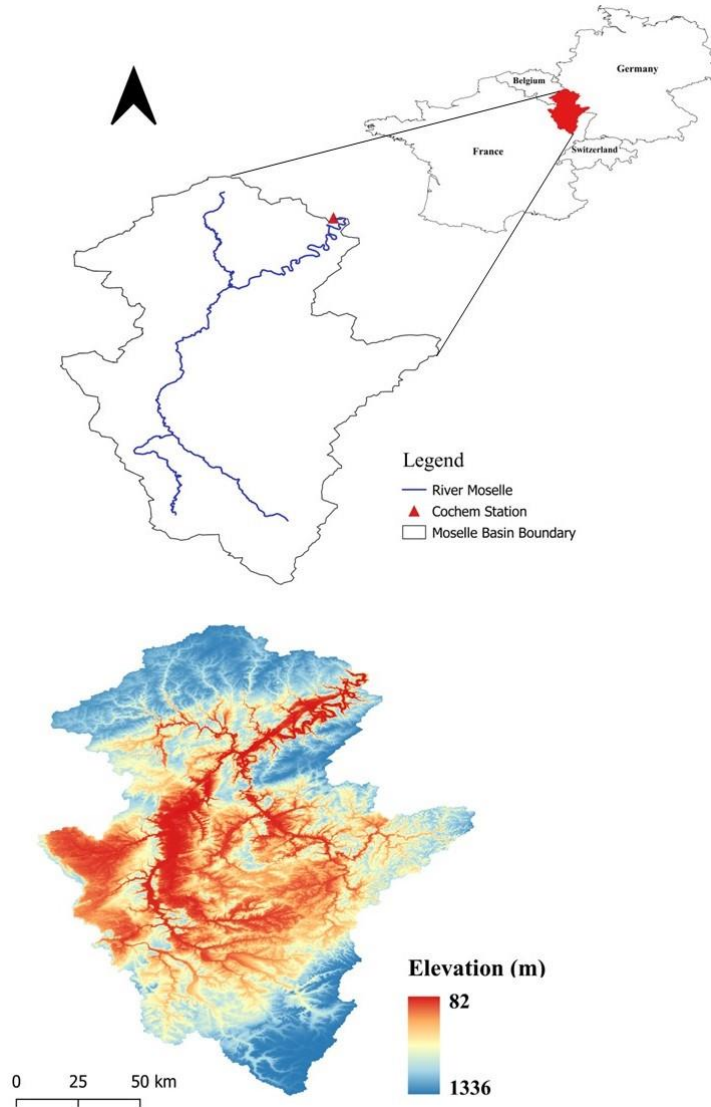 Germany
Belgium
France
Switzerland
Legend
River Moselle
Cochem Station
Moselle Basin Boundary
Elevation (m)
82
1336
0 25 50 km